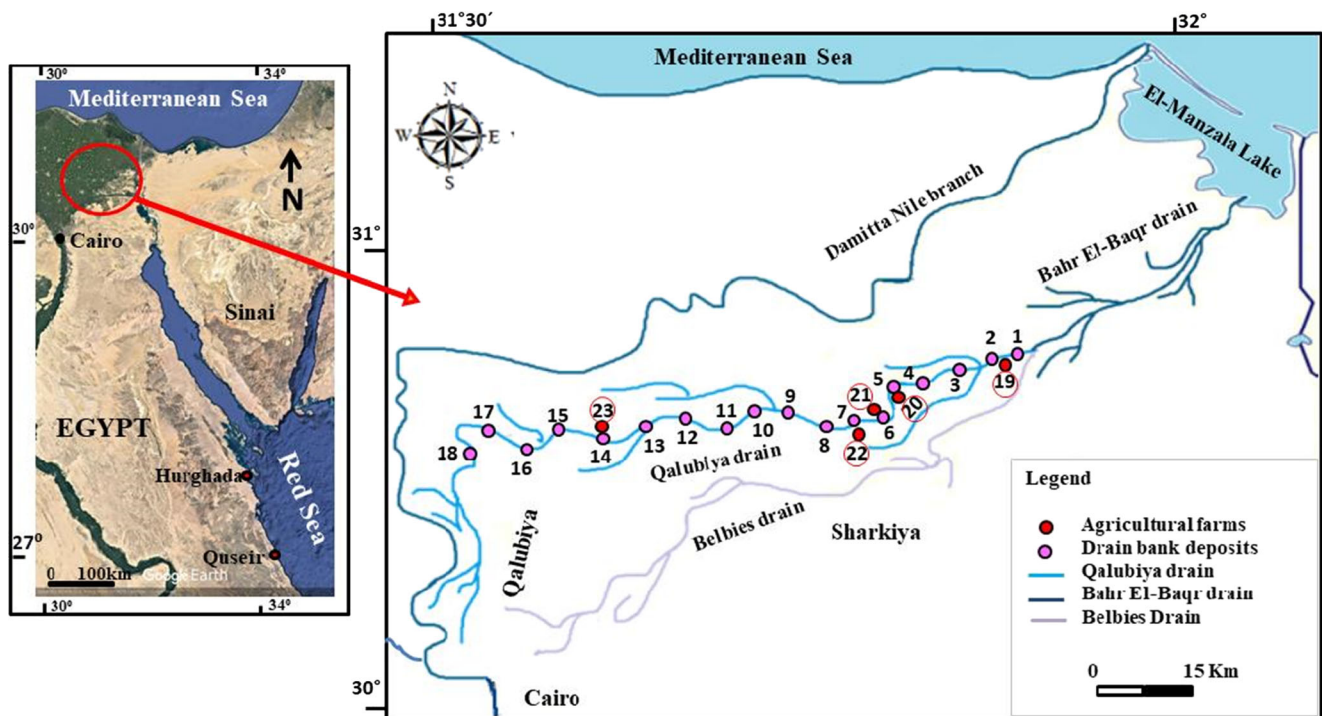 30°
34°
Mediterranean Sea
N
30°
Cairo
Sinai
EGYPT
Hurghada
Red Sea
27°
Quseir
0 100km
Google Earth
30°
34°
31°30´
32°
Mediterranean Sea
N
W
E
S
El-Manzala Lake
Damitta Nile branch
Bahr El-Baqr drain
31°
1
2
3
4
5
6
7
8
9
10
11
12
13
14
15
16
17
18
19
20
21
22
23
Qalubiya drain
Belbies drain
Qalubiya
Sharkiya
Cairo
30°
Legend
Agricultural farms
Drain bank deposits
Qalubiya drain
Bahr El-Baqr drain
Belbies Drain
0 15 Km